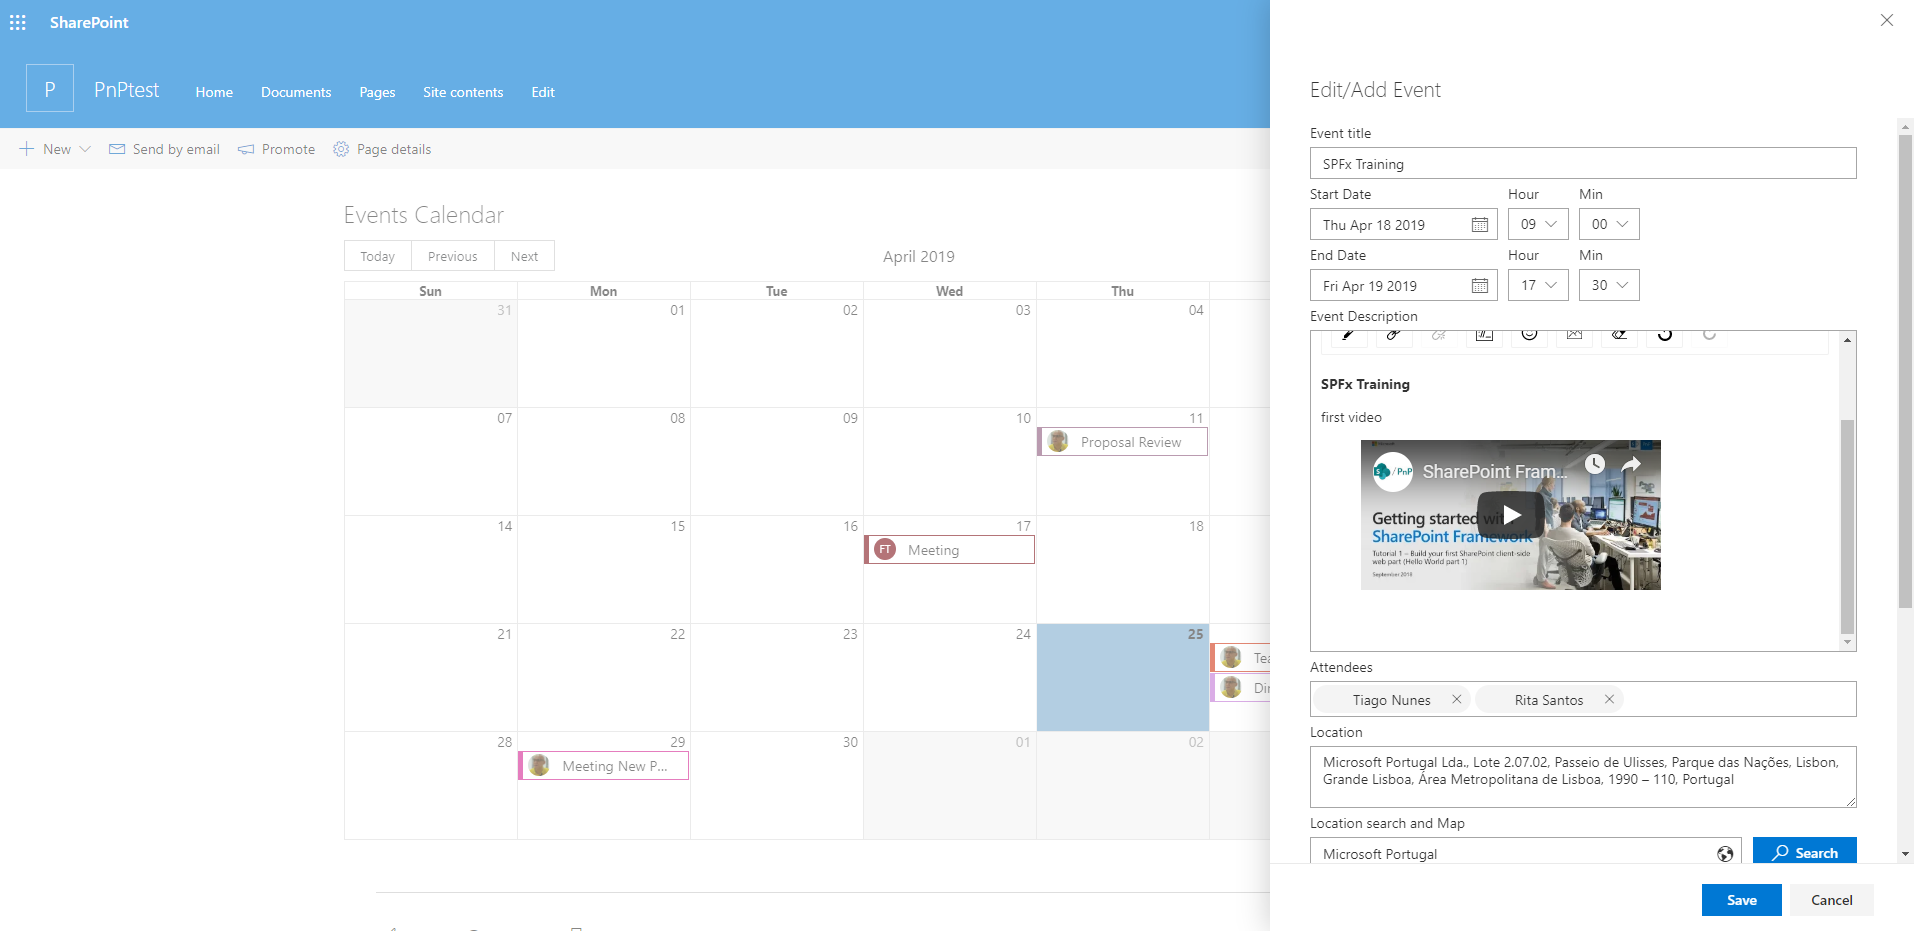 SharePoint
P
PnPtest
Home
Documents
Pages
Site contents
Edit
New
Send by email
Promote
Page details
Events Calendar
Today
Previous
Next
April 2019
Sun
Mon
Tue
Wed
Thu
31
01
02
03
04
07
08
09
10
11
Proposal Review
14
15
16
17
18
FT
Meeting
21
22
23
24
25
Tea
Dir
28
29
30
01
02
Meeting New P...
Edit/Add Event
Event title
SPFx Training
Start Date
Hour
Min
Thu Apr 18 2019
09
00
End Date
Hour
Min
Fri Apr 19 2019
17
30
Event Description
SPFx Training
first video
S /PnP
SharePoint Fram...
Getting started with
SharePoint Framework
Tutorial 1 – Build your first SharePoint client-side
web part (Hello World part 1)
September 2018
Attendees
Tiago Nunes
Rita Santos
Location
Microsoft Portugal Lda., Lote 2.07.02, Passeio de Ulisses, Parque das Nações, Lisbon,
Grande Lisboa, Área Metropolitana de Lisboa, 1990 – 110, Portugal
Location search and Map
Microsoft Portugal
Search
Save
Cancel